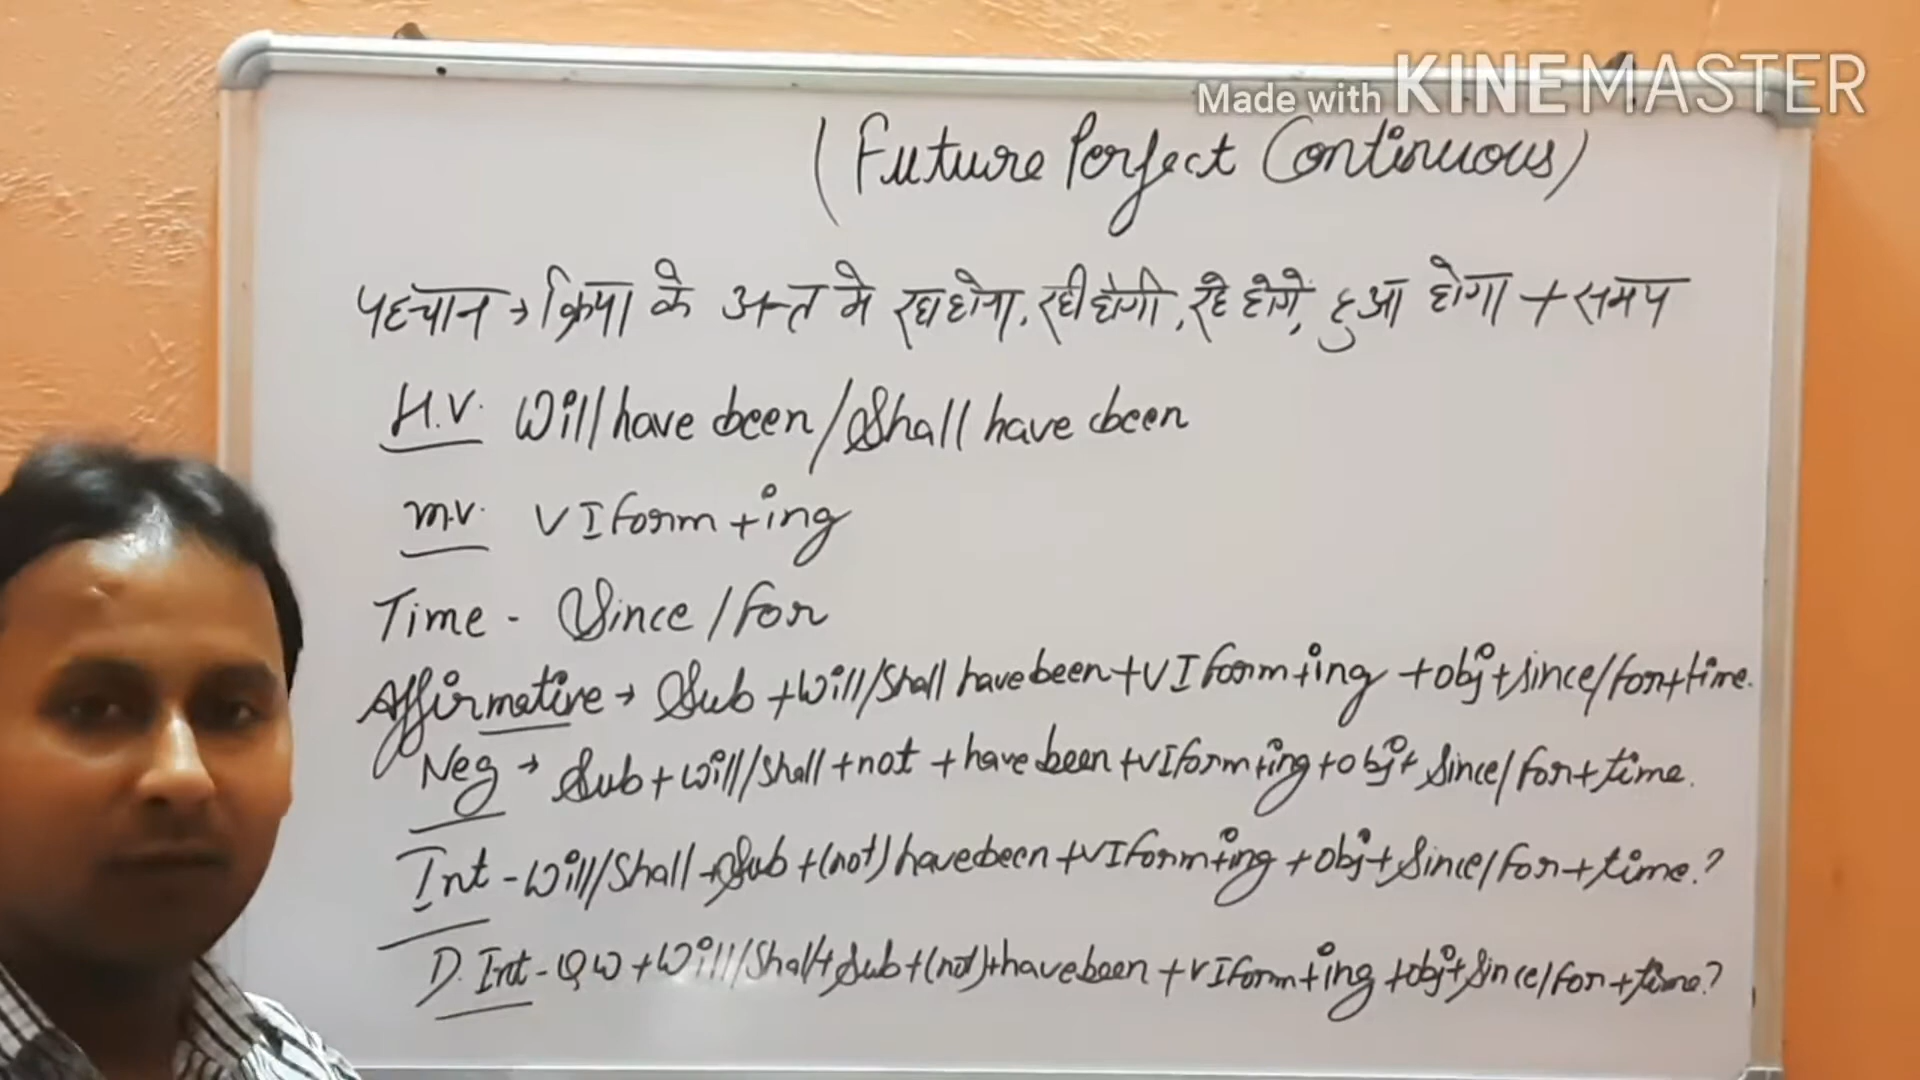 Made with KINEMASTER
(Future Perfect Continuous)
पहचान → क्रिया के अन्त मे रहा होगा, रही होगी, रहे होगे, हुआ होगा + समय
H.V. Will have been / Shall have been
m.v. V I form + ing
Time - Since / for
Affirmative → Sub + Will/Shall have been + V I form + ing + obj + since/for + time.
Neg → Sub + will/shall + not + have been + V I form + ing + obj + Since/for + time.
Int - Will/Shall + Sub + (not) have been + V I form + ing + obj + Since/for + time?
D. Int - QW + Will/Shall + Sub + (not) + have been + V I form + ing + obj + Since/for + time?